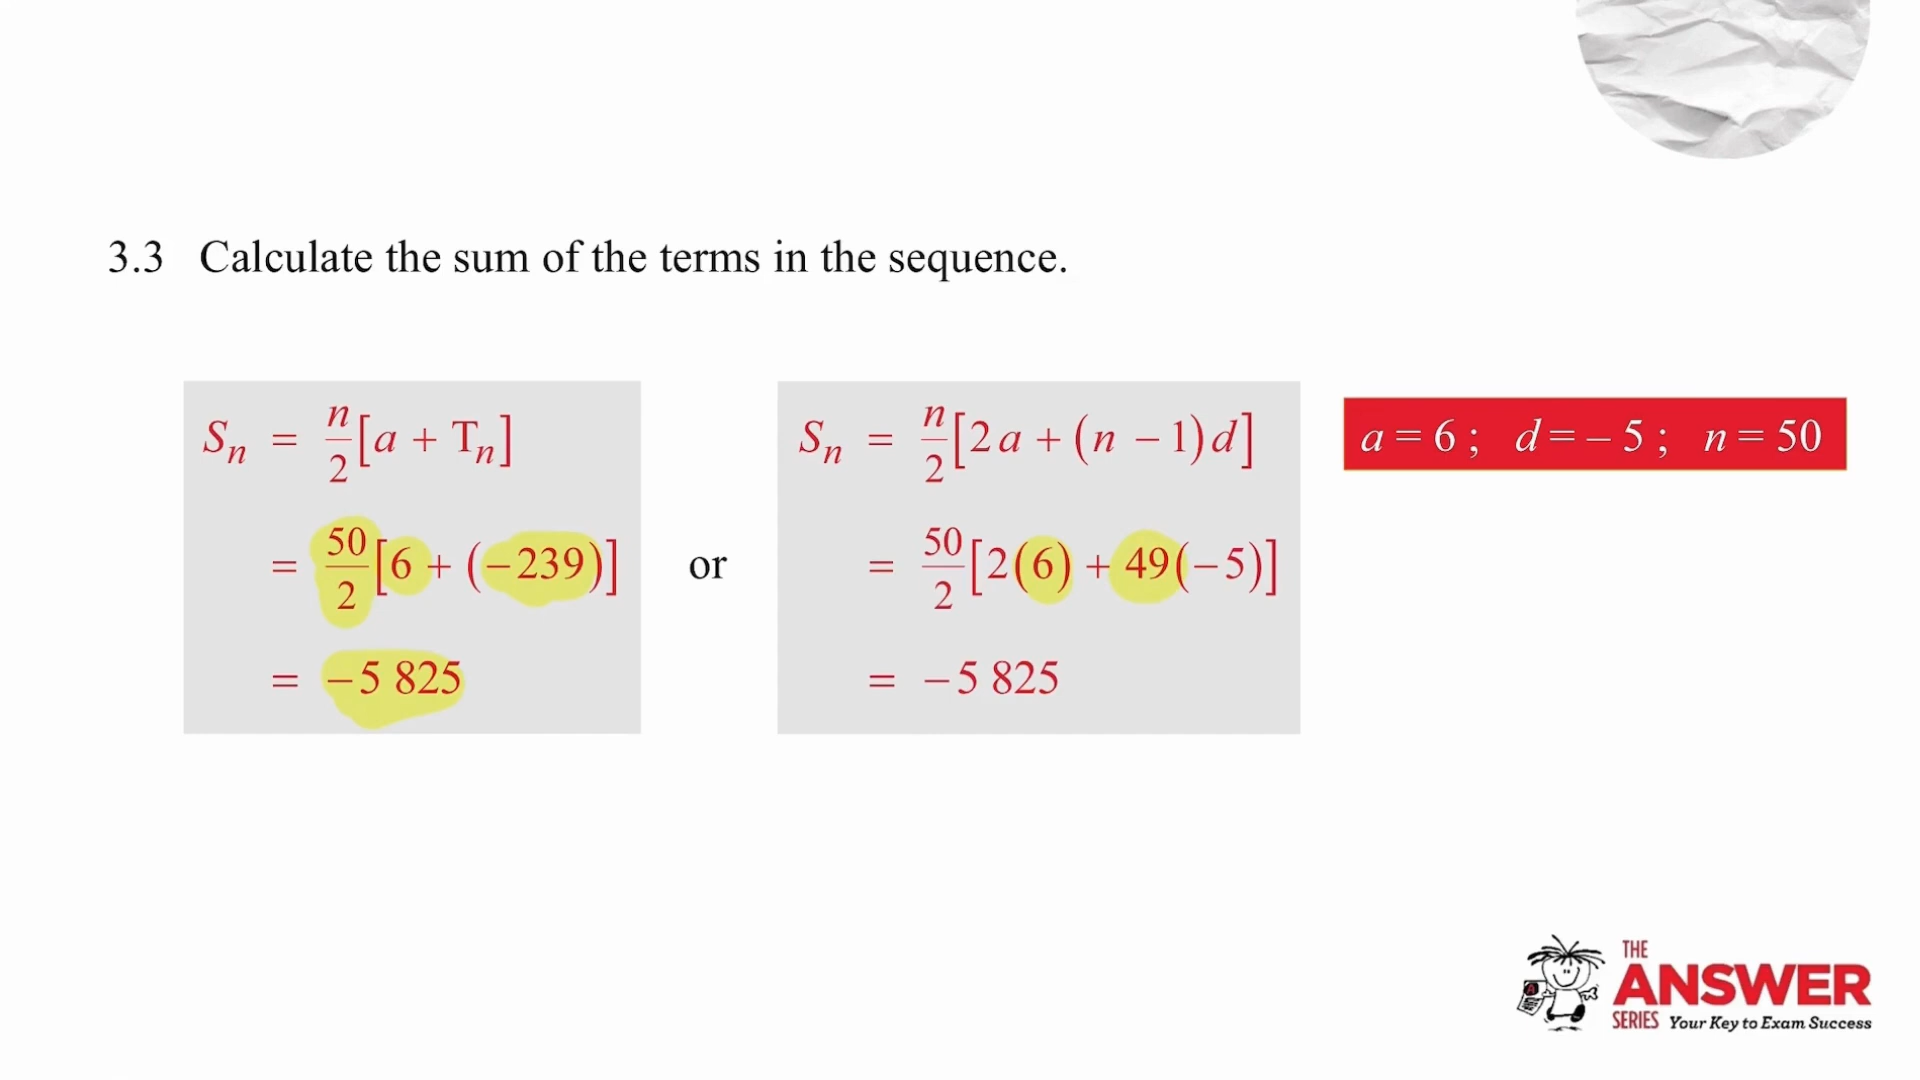 3.3 Calculate the sum of the terms in the sequence.
Sn = n/2[a + Tn]
= 50/2[6 + (−239)]
= −5 825
or
Sn = n/2[2a + (n − 1)d]
= 50/2[2(6) + 49(−5)]
= −5 825
a = 6 ; d = – 5 ; n = 50
THE
ANSWER
SERIES Your Key to Exam Success